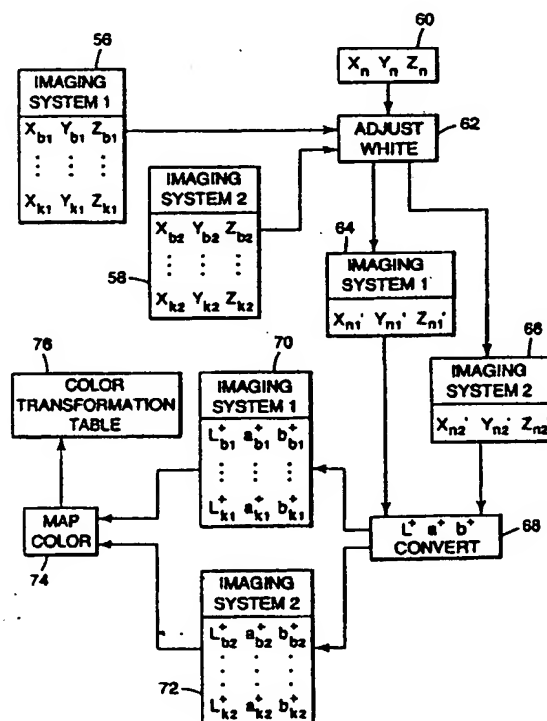 56
IMAGING
SYSTEM 1
X_b1 Y_b1 Z_b1
⋮ ⋮ ⋮
X_k1 Y_k1 Z_k1
60
X_n Y_n Z_n
ADJUST
WHITE
62
IMAGING
SYSTEM 2
X_b2 Y_b2 Z_b2
⋮ ⋮ ⋮
X_k2 Y_k2 Z_k2
58
64
IMAGING
SYSTEM 1
X_n1' Y_n1' Z_n1'
66
IMAGING
SYSTEM 2
X_n2' Y_n2' Z_n2'
76
COLOR
TRANSFORMATION
TABLE
70
IMAGING
SYSTEM 1
L⁺_b1 a⁺_b1 b⁺_b1
⋮ ⋮ ⋮
L⁺_k1 a⁺_k1 b⁺_k1
MAP
COLOR
74
L⁺ a⁺ b⁺
CONVERT
68
IMAGING
SYSTEM 2
L⁺_b2 a⁺_b2 b⁺_b2
⋮ ⋮ ⋮
L⁺_k2 a⁺_k2 b⁺_k2
72